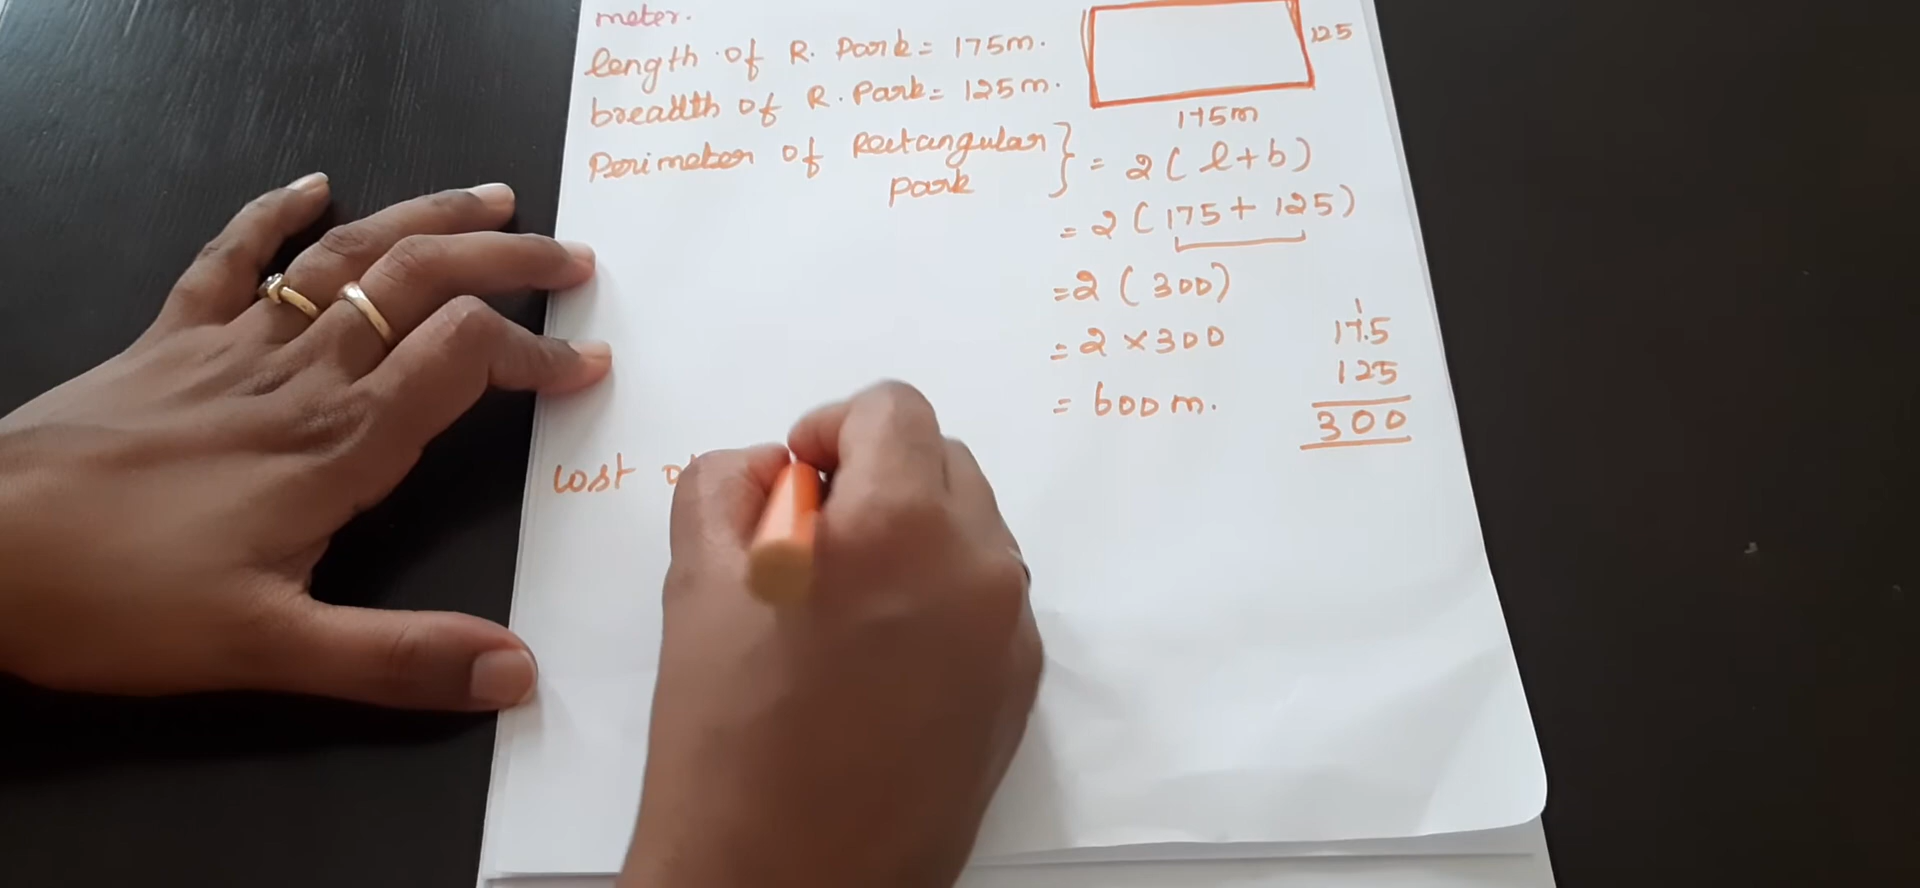 meter.
length of R. Park = 175m.
125
breadth of R. Park = 125m.
175m
Perimeter of Rectangular park } = 2 ( l + b )
= 2 ( 175 + 125 )
= 2 ( 300 )
= 2 × 300
= 600 m.
1
175
125
300
Cost